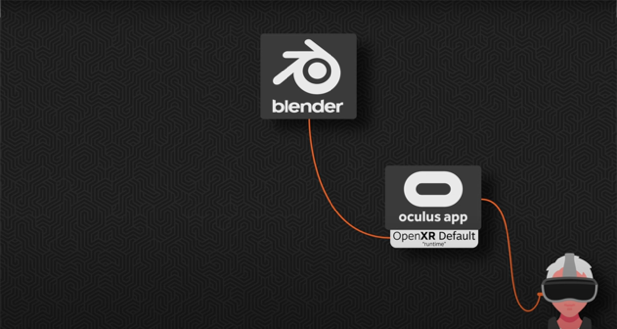 blender
oculus app
OpenXR Default
"runtime"